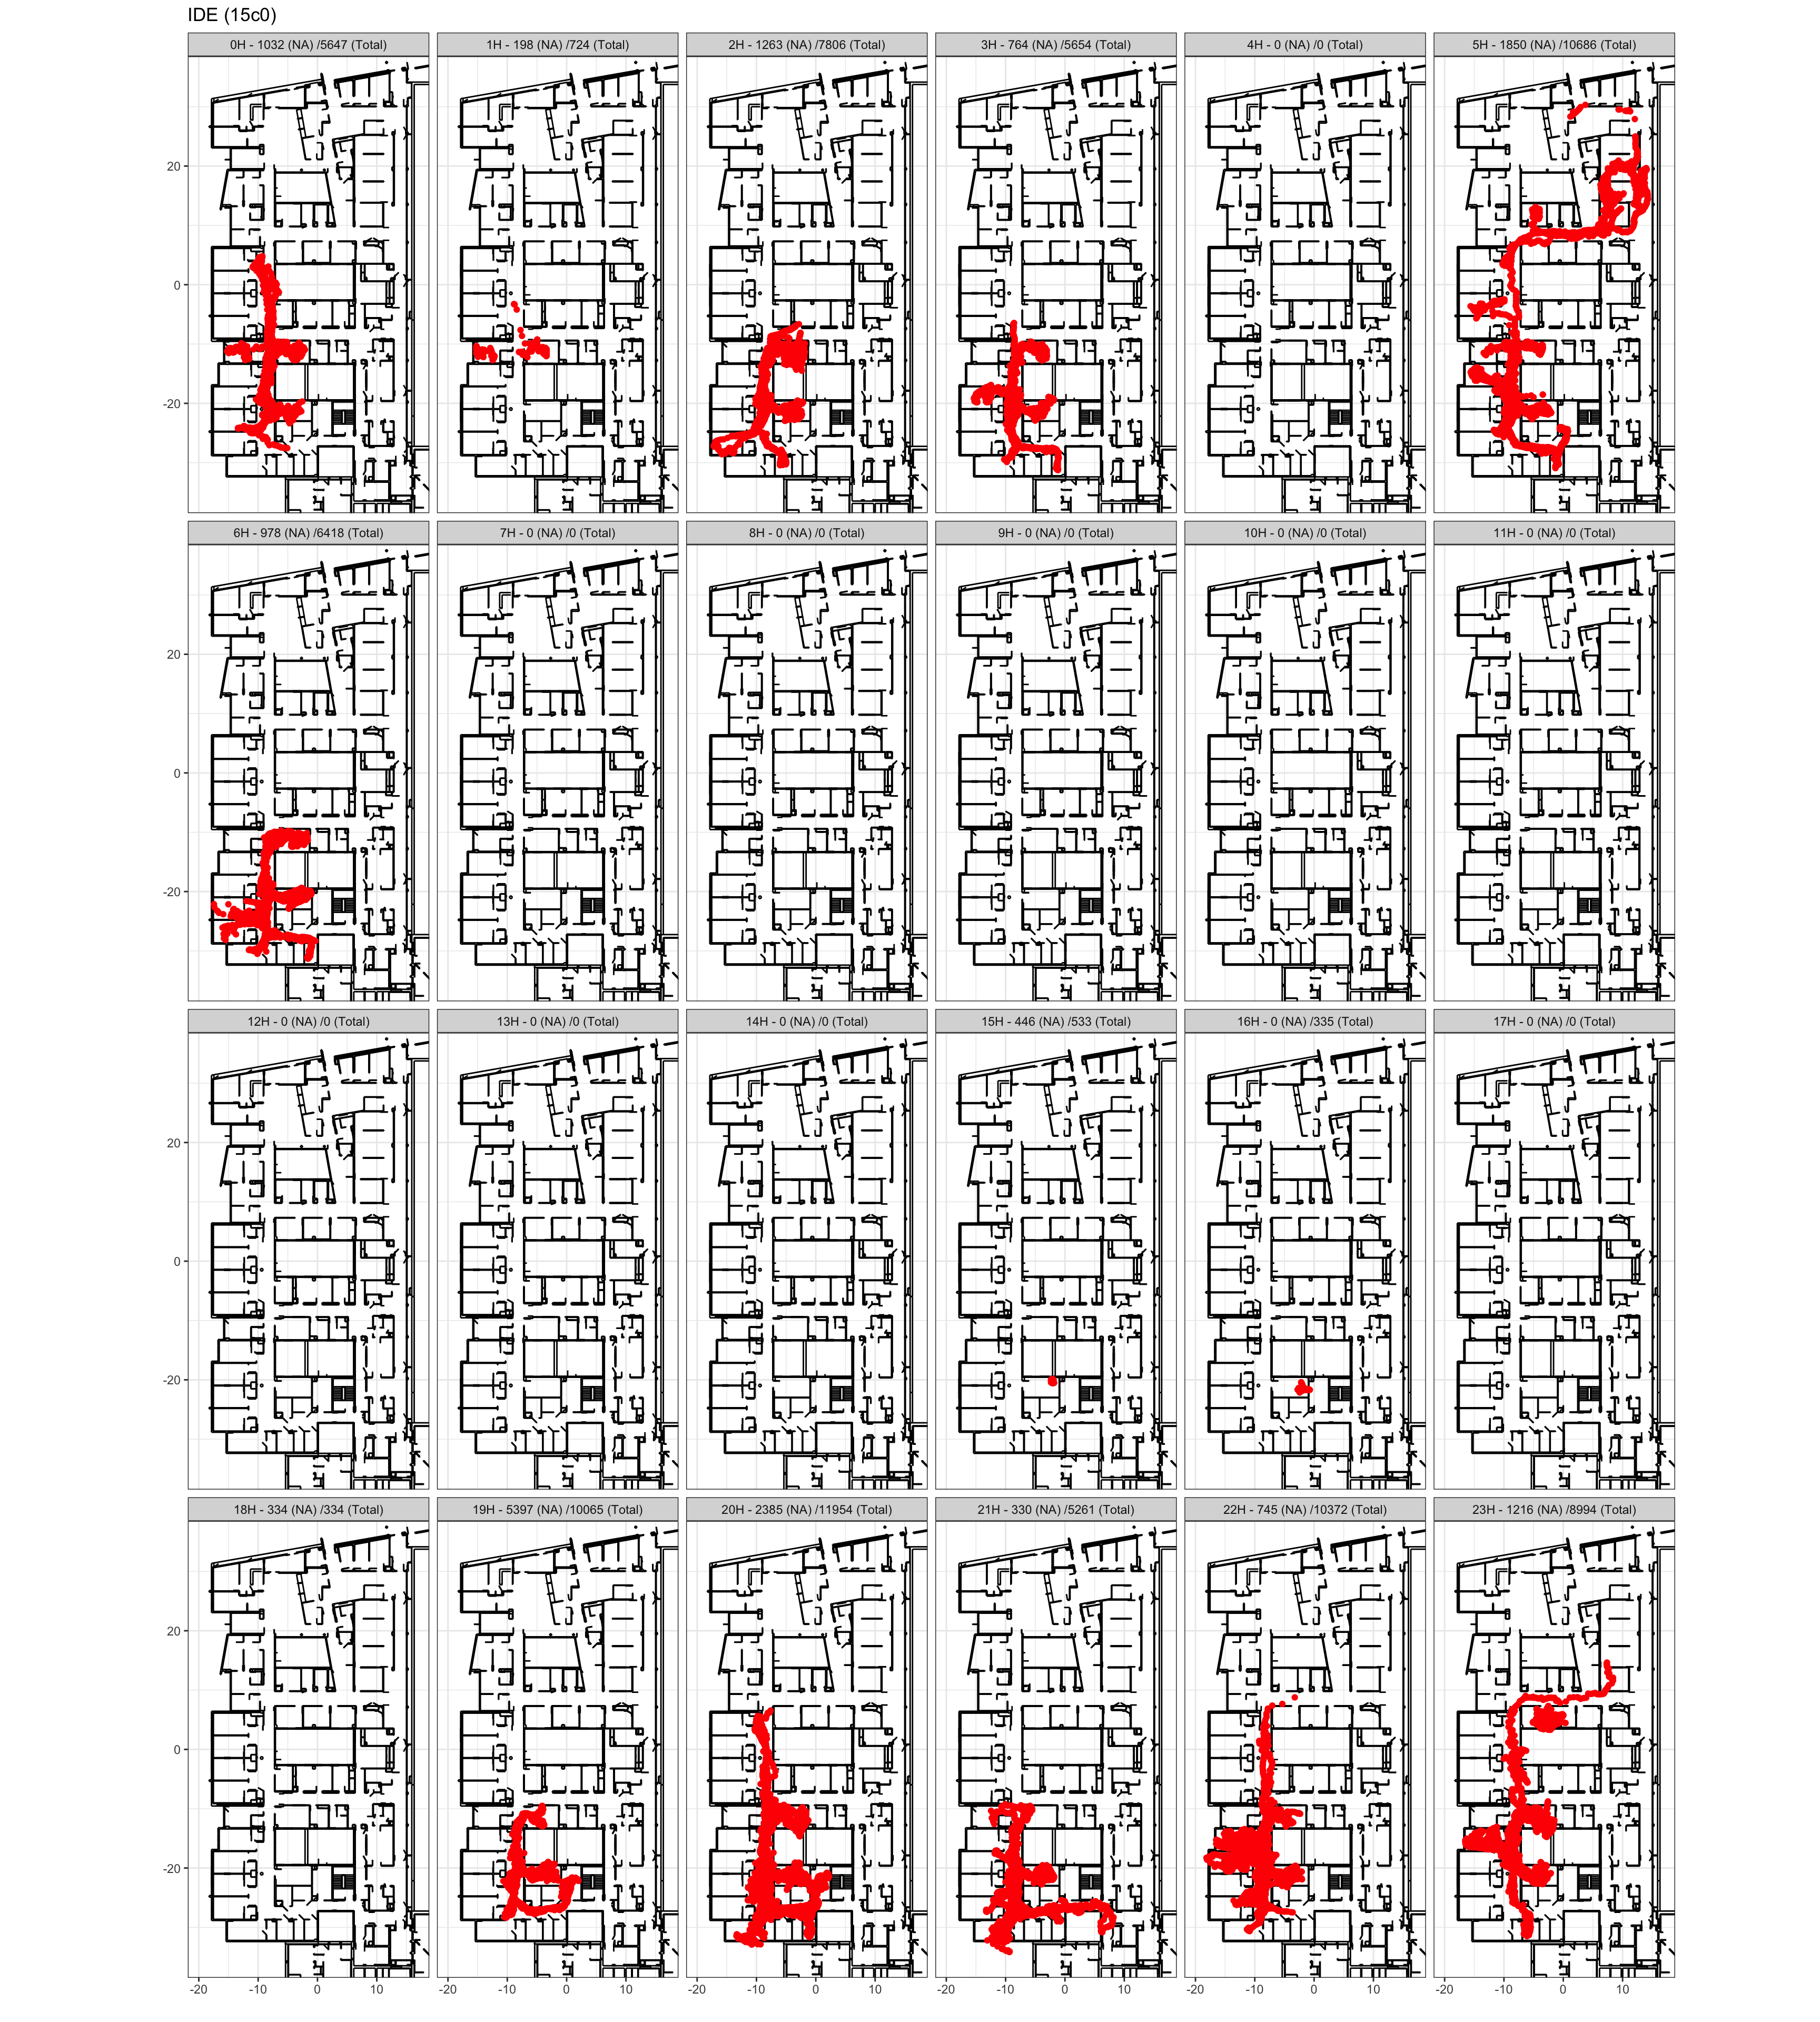 IDE (15c0)
0H - 1032 (NA) /5647 (Total) 1H - 198 (NA) /724 (Total) 2H - 1263 (NA) /7806 (Total) 3H - 764 (NA) /5654 (Total) 4H - 0 (NA) /0 (Total) 5H - 1850 (NA) /10686 (Total)
20
0
-20
6H - 978 (NA) /6418 (Total) 7H - 0 (NA) /0 (Total) 8H - 0 (NA) /0 (Total) 9H - 0 (NA) /0 (Total) 10H - 0 (NA) /0 (Total) 11H - 0 (NA) /0 (Total)
20
0
-20
12H - 0 (NA) /0 (Total) 13H - 0 (NA) /0 (Total) 14H - 0 (NA) /0 (Total) 15H - 446 (NA) /533 (Total) 16H - 0 (NA) /335 (Total) 17H - 0 (NA) /0 (Total)
20
0
-20
18H - 334 (NA) /334 (Total) 19H - 5397 (NA) /10065 (Total) 20H - 2385 (NA) /11954 (Total) 21H - 330 (NA) /5261 (Total) 22H - 745 (NA) /10372 (Total) 23H - 1216 (NA) /8994 (Total)
20
0
-20
-20 -10 0 10 -20 -10 0 10 -20 -10 0 10 -20 -10 0 10 -20 -10 0 10 -20 -10 0 10